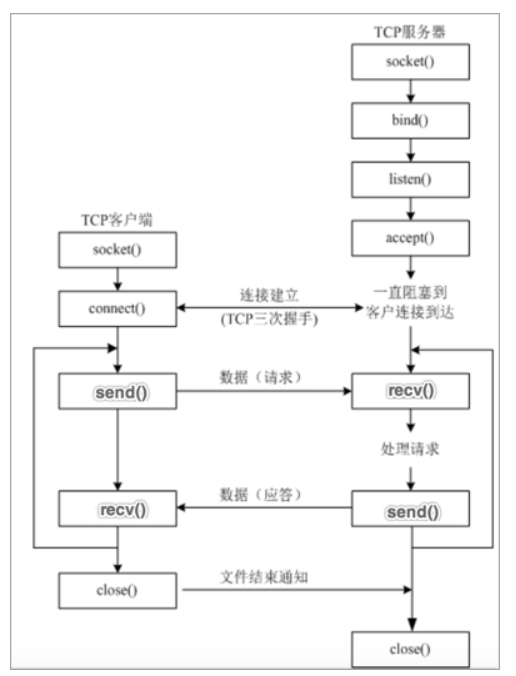 TCP服务器
socket()
bind()
listen()
TCP客户端
accept()
socket()
connect()
连接建立
(TCP三次握手)
一直阻塞到
客户连接到达
send()
数据（请求）
recv()
处理请求
recv()
数据（应答）
send()
close()
文件结束通知
close()